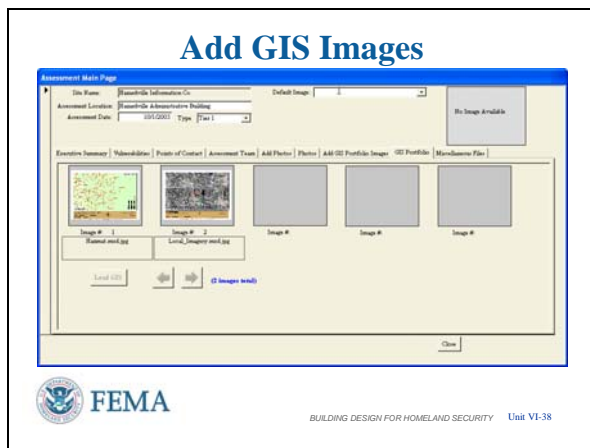 Add GIS Images
Assessment Main Page
Site Name: Hazardville Information Co.
Default Image: 1
Assessment Location: Hazardville Administrative Building
Assessment Date: 10/1/2003 Type Tier 1
No Image Available
Executive Summary Vulnerabilities Points of Contact Assessment Team Add Photos Photos Add GIS Portfolio Images GIS Portfolio Miscellaneous Files
Image #: 1 Image #: 2 Image #: Image #: Image #:
Local_Imagery
Load GIS (2 images total)
Close
FEMA
BUILDING DESIGN FOR HOMELAND SECURITY Unit VI-38